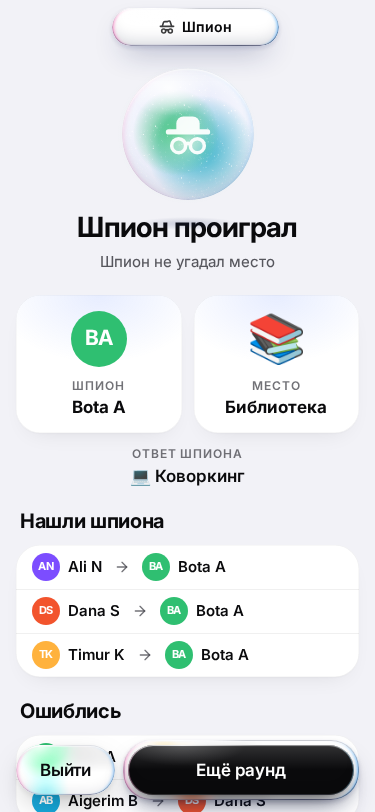 Шпион
Шпион проиграл
Шпион не угадал место
BA
ШПИОН
Bota A
МЕСТО
Библиотека
ОТВЕТ ШПИОНА
💻 Коворкинг
Нашли шпиона
AN Ali N → BA Bota A
DS Dana S → BA Bota A
TK Timur K → BA Bota A
Ошиблись
A
Выйти
Ещё раунд
AB Aigerim B → DS Dana S